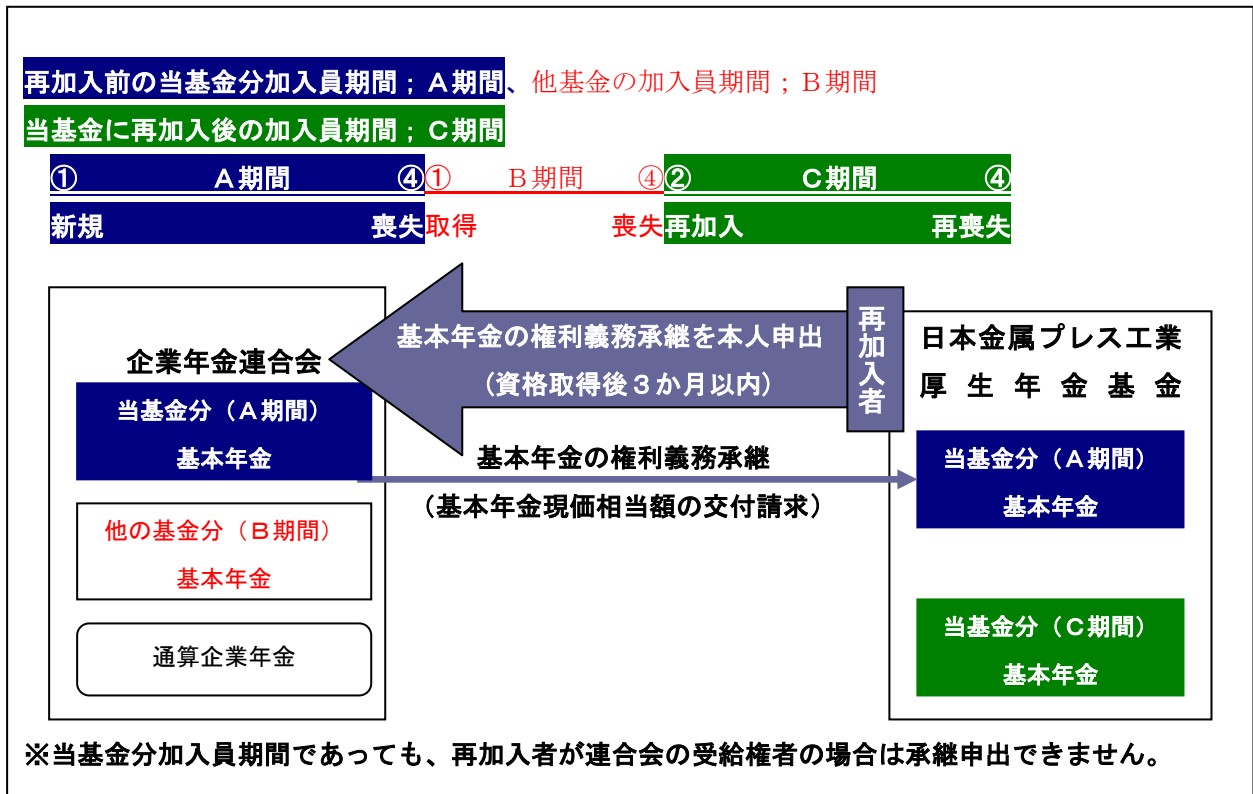 再加入前の当基金分加入員期間；Ａ期間、他基金の加入員期間；Ｂ期間
当基金に再加入後の加入員期間；Ｃ期間
① Ａ期間 ④① Ｂ期間 ④② Ｃ期間 ④
新規 喪失取得 喪失再加入 再喪失
企業年金連合会
当基金分（Ａ期間）
基本年金
他の基金分（Ｂ期間）
基本年金
通算企業年金
基本年金の権利義務承継を本人申出
（資格取得後３か月以内）
再加入者
基本年金の権利義務承継
（基本年金現価相当額の交付請求）
日本金属プレス工業
厚生年金基金
当基金分（Ａ期間）
基本年金
当基金分（Ｃ期間）
基本年金
※当基金分加入員期間であっても、再加入者が連合会の受給権者の場合は承継申出できません。